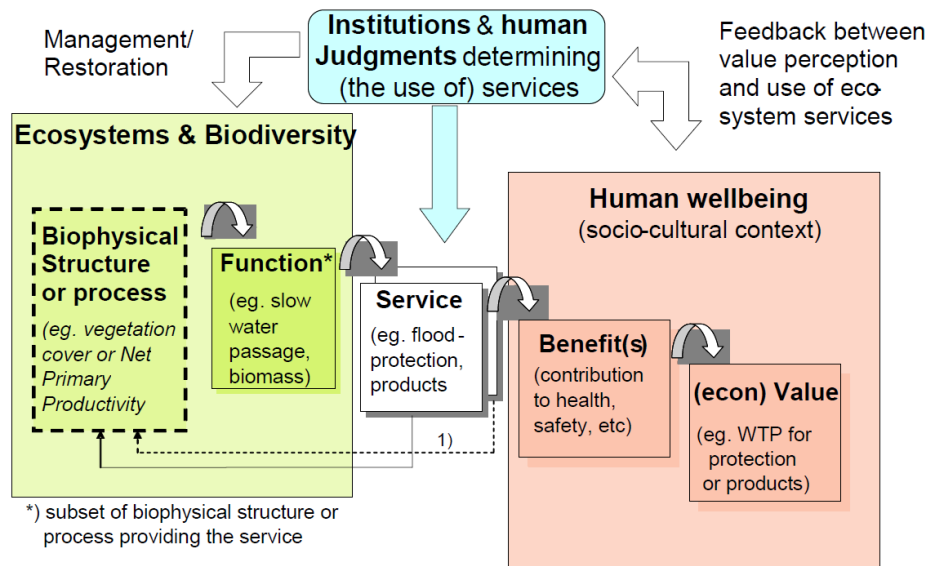 Management/
Restoration
Institutions & human
Judgments determining
(the use of) services
Feedback between
value perception
and use of eco-
system services
Ecosystems & Biodiversity
Biophysical
Structure
or process
(eg. vegetation
cover or Net
Primary
Productivity
Function*
(eg. slow
water
passage,
biomass)
Service
(eg. flood-
protection,
products
1)
Human wellbeing
(socio-cultural context)
Benefit(s)
(contribution
to health,
safety, etc)
(econ) Value
(eg. WTP for
protection
or products)
*) subset of biophysical structure or
process providing the service